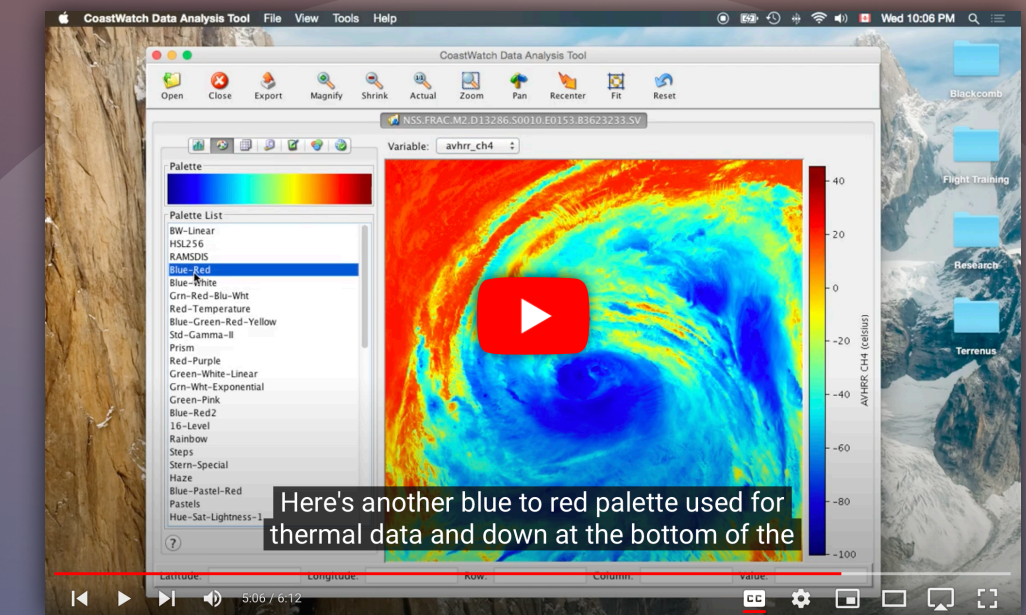 CoastWatch Data Analysis Tool File View Tools Help Wed 10:06 PM
CoastWatch Data Analysis Tool
Open Close Export Magnify Shrink Actual Zoom Pan Recenter Fit Reset
NSS.FRAC.M2.D13286.S0010.E0153.B3623233.SV
Variable: avhrr_ch4
Palette
Palette List
BW-Linear
HSL256
RAMSDIS
Blue-Red
Blue-White
Grn-Red-Blu-Wht
Red-Temperature
Blue-Green-Red-Yellow
Std-Gamma-II
Prism
Red-Purple
Green-White-Linear
Grn-Wht-Exponential
Green-Pink
Blue-Red2
16-Level
Rainbow
Steps
Stern-Special
Haze
Blue-Pastel-Red
Pastels
Hue-Sat-Lightness-1
?
40
20
0
-20
-40
-60
-80
-100
AVHRR CH4 (celsius)
Blackcomb
Flight Training
Research
Terrenus
Here's another blue to red palette used for
thermal data and down at the bottom of the
Latitude: Longitude: Row: Column: Value:
5:06 / 6:12
CC